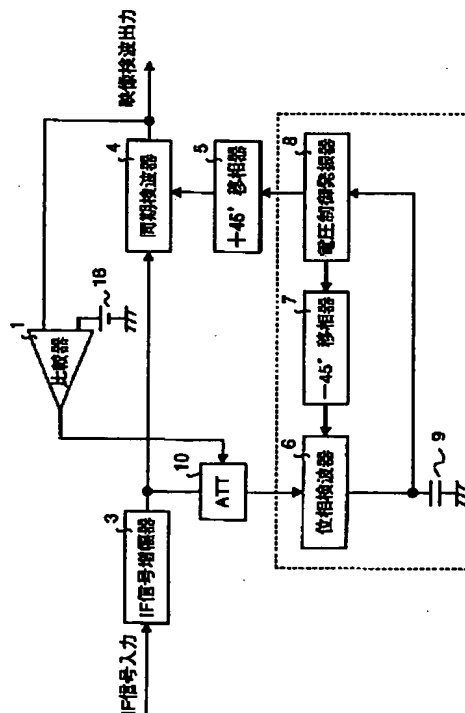 IF信号入力
3
IF信号増幅器
1
比較器
18
10
ATT
4
同期検波器
映像検波出力
5
+45° 移相器
6
位相検波器
7
-45° 移相器
8
電圧制御発振器
9